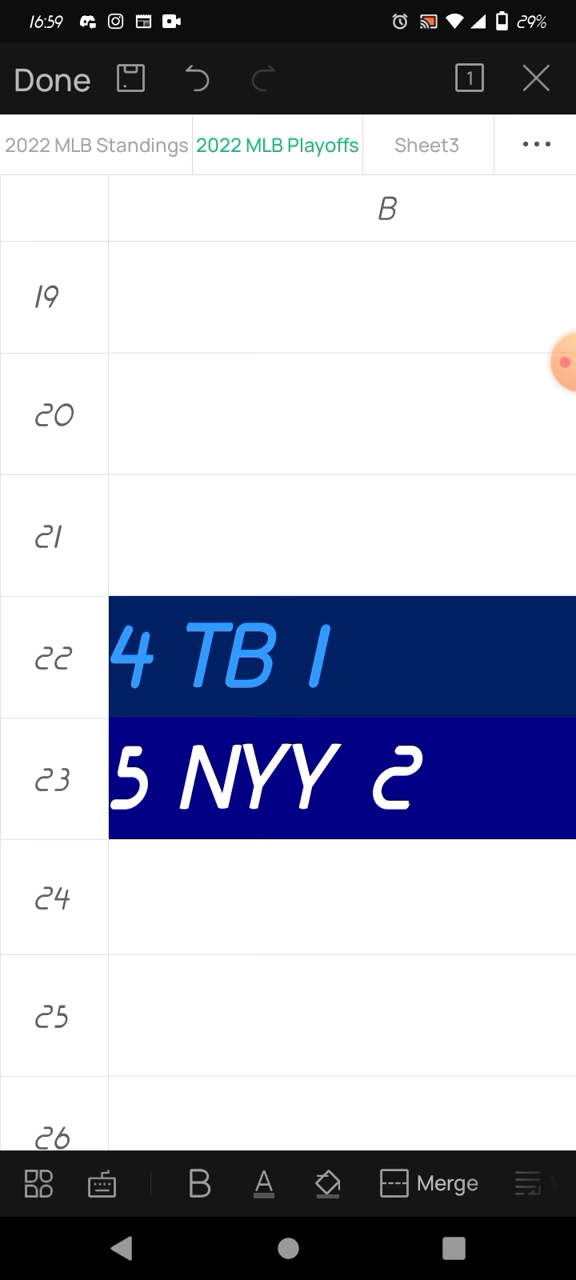 16:59 29%
Done 1
2022 MLB Standings 2022 MLB Playoffs Sheet3
B
19
20
21
22 4 TB 1
23 5 NYY 2
24
25
26
B A Merge